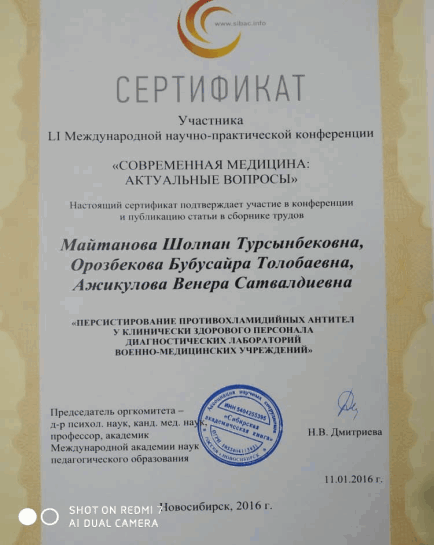 www.sibac.info
СЕРТИФИКАТ
Участника
LI Международной научно-практической конференции
«СОВРЕМЕННАЯ МЕДИЦИНА:
АКТУАЛЬНЫЕ ВОПРОСЫ»
Настоящий сертификат подтверждает участие в конференции
и публикацию статьи в сборнике трудов
Майтанова Шолпан Турсынбековна,
Орозбекова Бубусайра Толобаевна,
Ажикулова Венера Сатвалдиевна
«ПЕРСИСТИРОВАНИЕ ПРОТИВОХЛАМИДИЙНЫХ АНТИТЕЛ
У КЛИНИЧЕСКИ ЗДОРОВОГО ПЕРСОНАЛА
ДИАГНОСТИЧЕСКИХ ЛАБОРАТОРИЙ
ВОЕННО-МЕДИЦИНСКИХ УЧРЕЖДЕНИЙ»
Председатель оргкомитета –
д-р психол. наук, канд. мед. наук,
профессор, академик
Международной академии наук
педагогического образования
«Сибирская
академическая книга»
Н.В. Дмитриева
11.01.2016 г.
Новосибирск, 2016 г.
SHOT ON REDMI 7
AI DUAL CAMERA